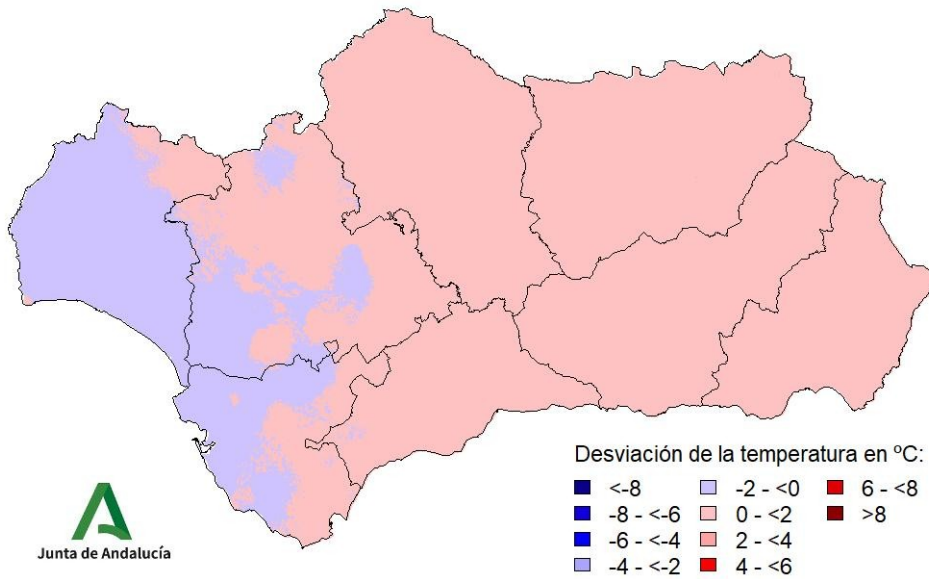 Desviación de la temperatura en ºC:
<-8 -2 - <0 6 - <8
-8 - <-6 0 - <2 >8
-6 - <-4 2 - <4
-4 - <-2 4 - <6
Junta de Andalucía